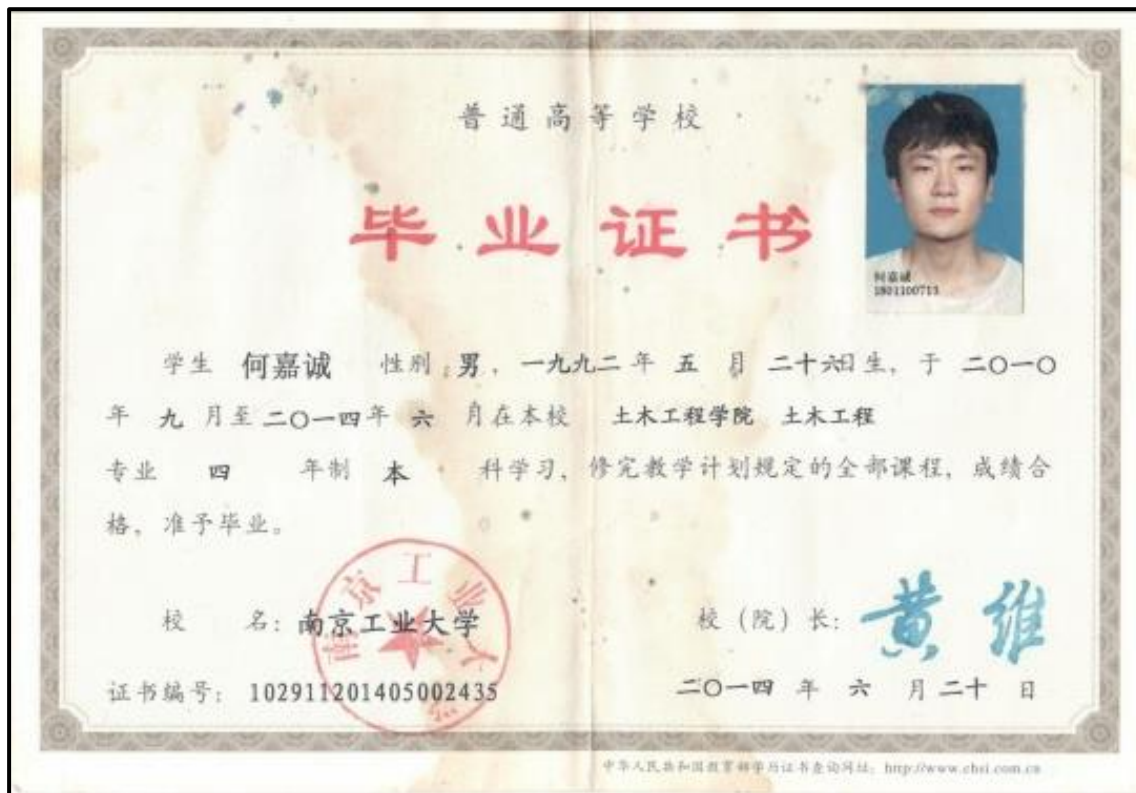 普通高等学校
毕业证书
何嘉诚
1801100713
学生 何嘉诚 性别 男，一九九二年 五 月 二十六日生，于 二〇一〇
年 九 月至二〇一四年 六 月在本校 土木工程学院 土木工程
专业 四 年制 本 科学习，修完教学计划规定的全部课程，成绩合
格，准予毕业。
南京工业大学
校 名：南京工业大学
校（院）长：黄维
证书编号：102911201405002435
二〇一四 年 六 月二十 日
中华人民共和国教育部学历证书查询网址：http://www.chsi.com.cn